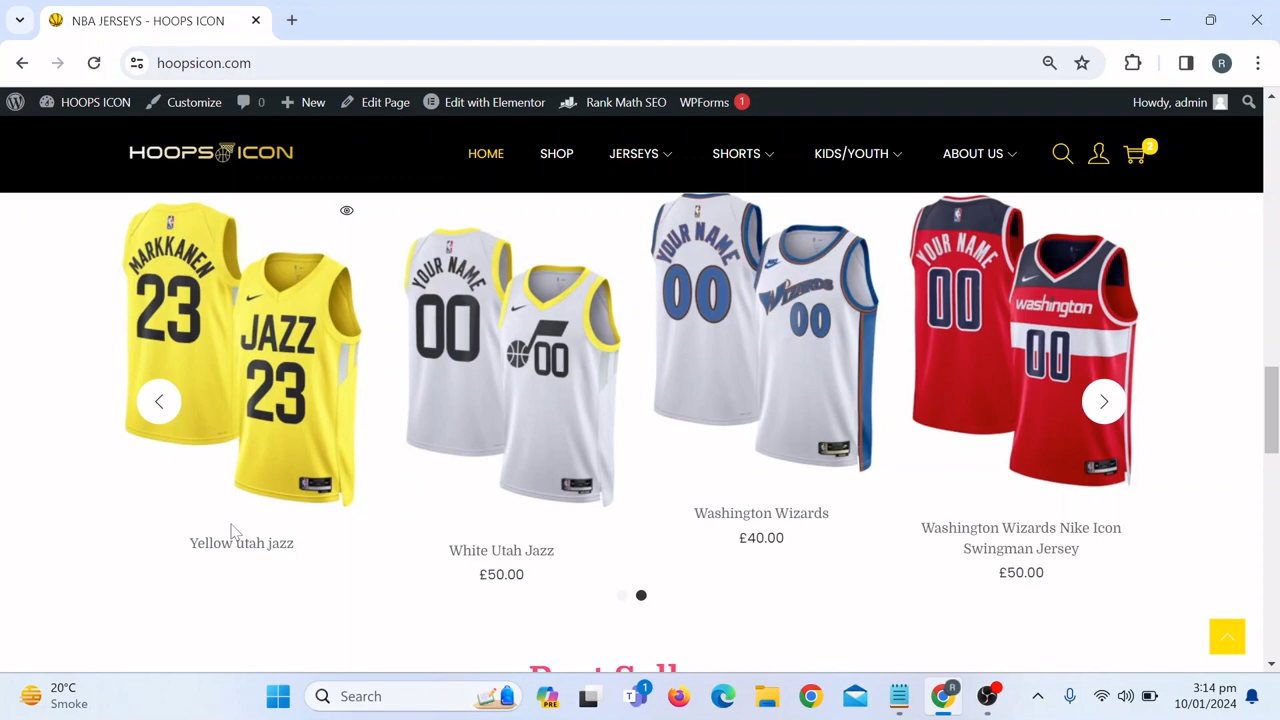 NBA JERSEYS - HOOPS ICON
hoopsicon.com
R
HOOPS ICON
Customize
0
New
Edit Page
Edit with Elementor
Rank Math SEO
WPForms 1
Howdy, admin
HOOPS ICON
HOME
SHOP
JERSEYS
SHORTS
KIDS/YOUTH
ABOUT US
2
MARKKANEN
23
JAZZ
23
YOUR NAME
00
00
YOUR NAME
00
WIZARDS
00
YOUR NAME
00
washington
00
Yellow utah jazz
White Utah Jazz
£50.00
Washington Wizards
£40.00
Washington Wizards Nike Icon
Swingman Jersey
£50.00
20°C
Smoke
Search
PRE
1
R
3:14 pm
10/01/2024